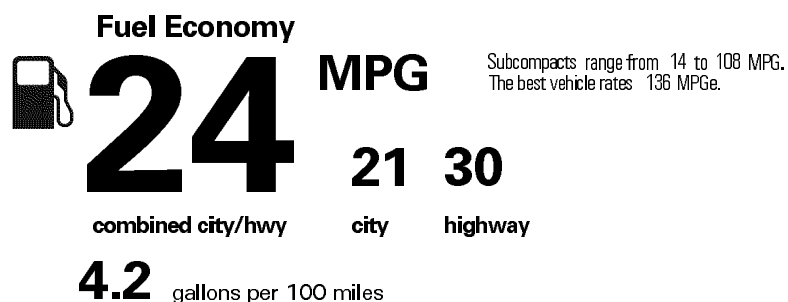 Fuel Economy
24 MPG
Subcompacts range from 14 to 108 MPG.
The best vehicle rates 136 MPGe.
21 30
combined city/hwy city highway
4.2 gallons per 100 miles